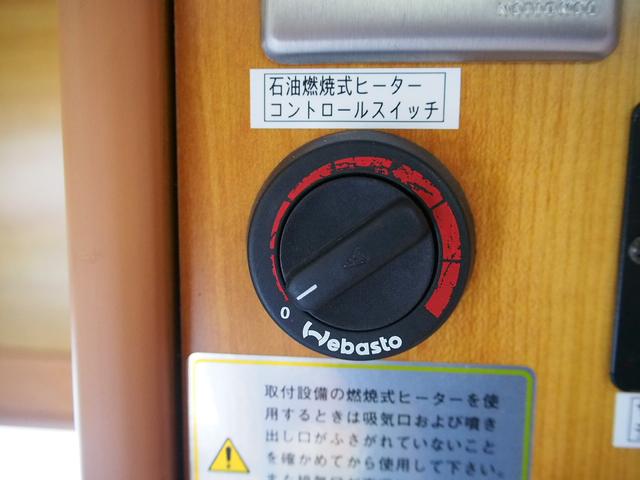 石油燃焼式ヒーター
コントロールスイッチ
0
Webasto
取付設備の燃焼式ヒーターを使
用するときは吸気口および噴き
出し口がふさがれていないこと
を確かめてから使用して下さい。